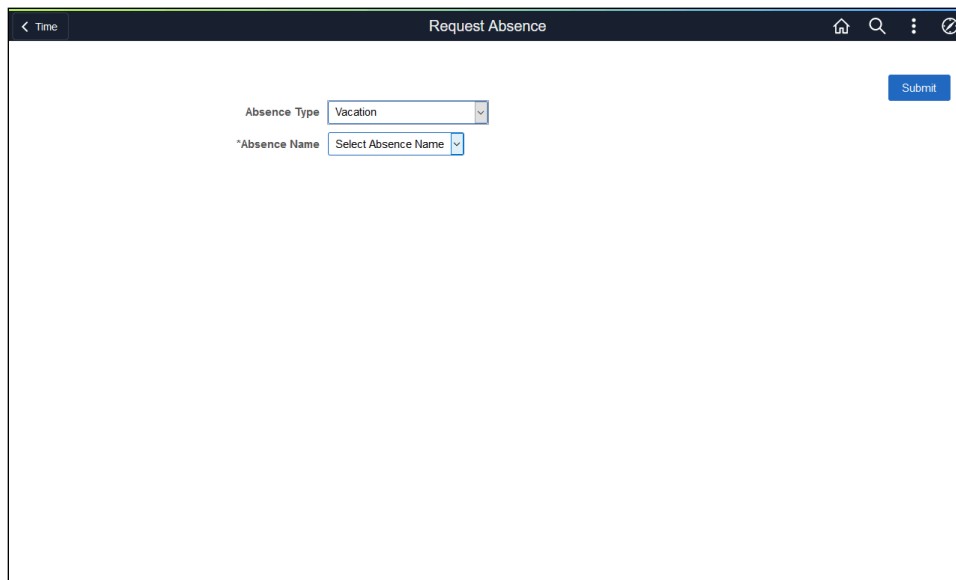 Time
Request Absence
Submit
Absence Type Vacation
*Absence Name Select Absence Name